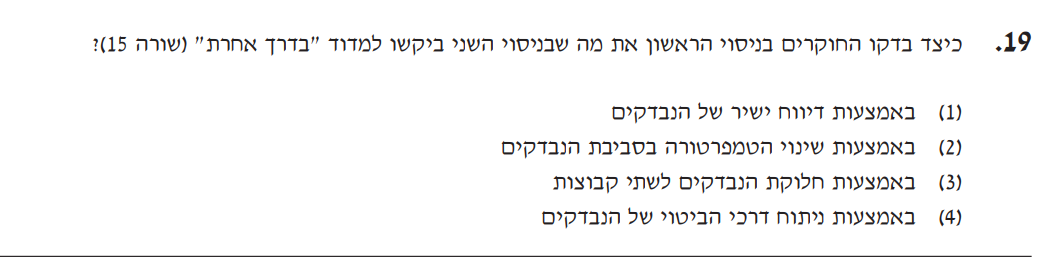 19. כיצד בדקו החוקרים בניסוי הראשון את מה שבניסוי השני ביקשו למדוד "בדרך אחרת" (שורה 15)?
(1) באמצעות דיווח ישיר של הנבדקים
(2) באמצעות שינוי הטמפרטורה בסביבת הנבדקים
(3) באמצעות חלוקת הנבדקים לשתי קבוצות
(4) באמצעות ניתוח דרכי הביטוי של הנבדקים